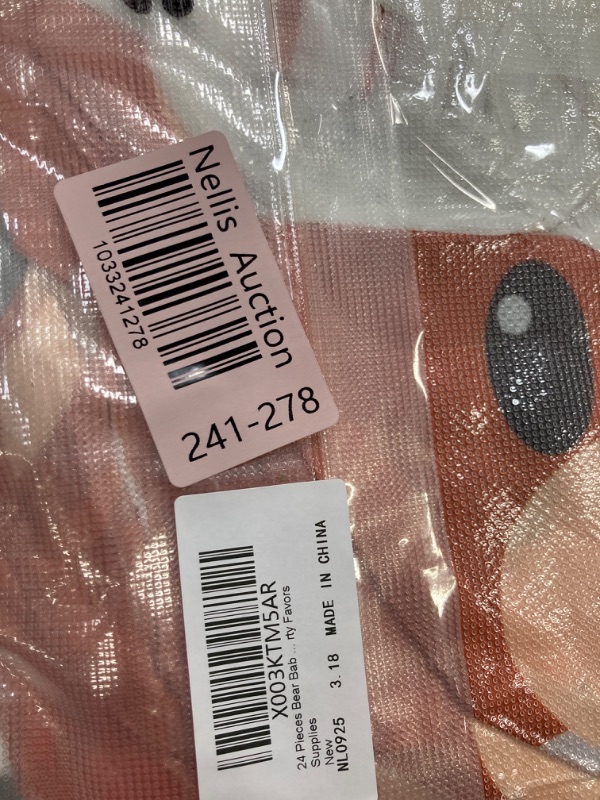 Nellis Auction
1033241278
241-278
X003KTM5AR
24 Pieces Bear Bab ... rty Favors
Supplies
New
NL0925 3.18 MADE IN CHINA